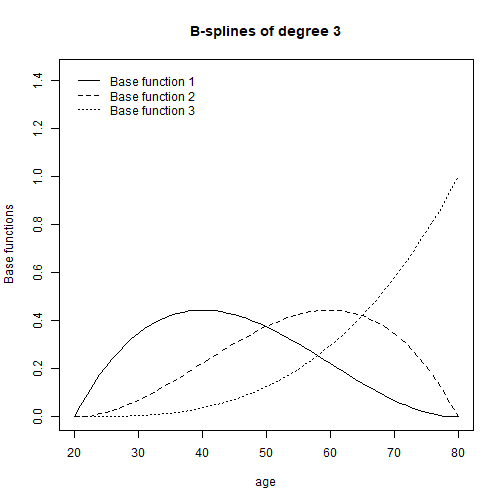 B-splines of degree 3
Base functions
1.4
1.2
1.0
0.8
0.6
0.4
0.2
0.0
Base function 1
Base function 2
Base function 3
20 30 40 50 60 70 80
age